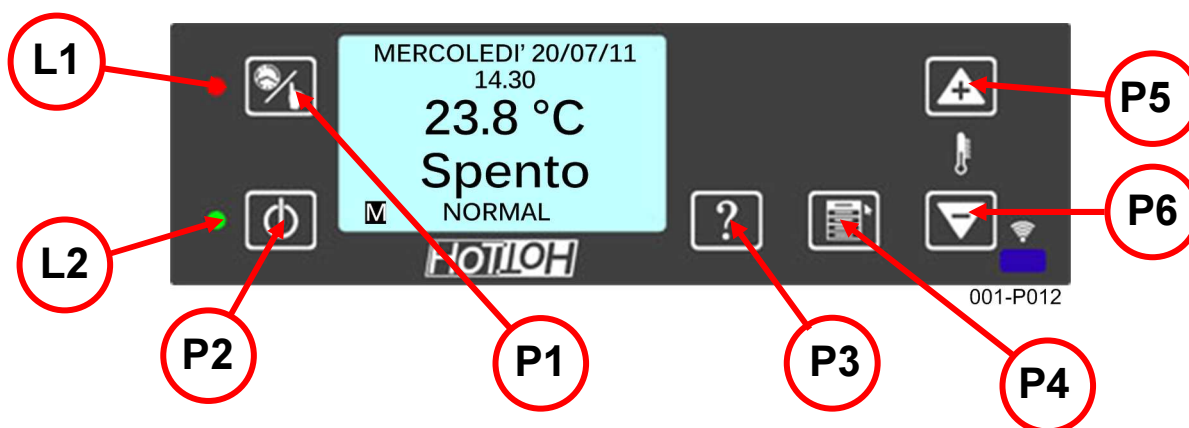 L1
MERCOLEDI' 20/07/11
14.30
23.8 °C
Spento
M NORMAL
HOTTOH
L2
P2
P1
P3
P4
P5
P6
?
+
-
001-P012